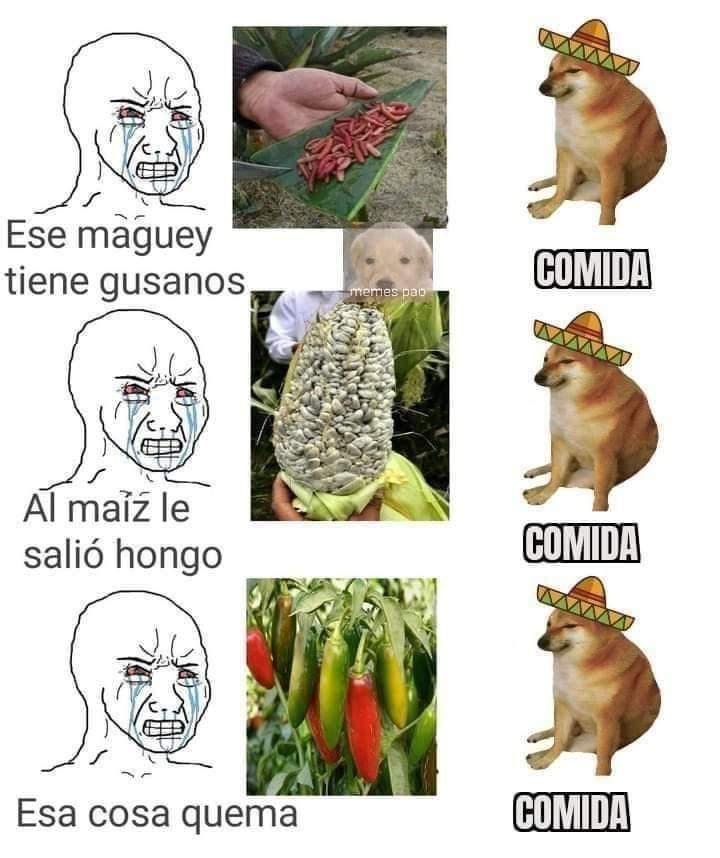 Ese maguey
tiene gusanos
COMIDA
memes pao
Al maíz le
salió hongo
COMIDA
Esa cosa quema
COMIDA